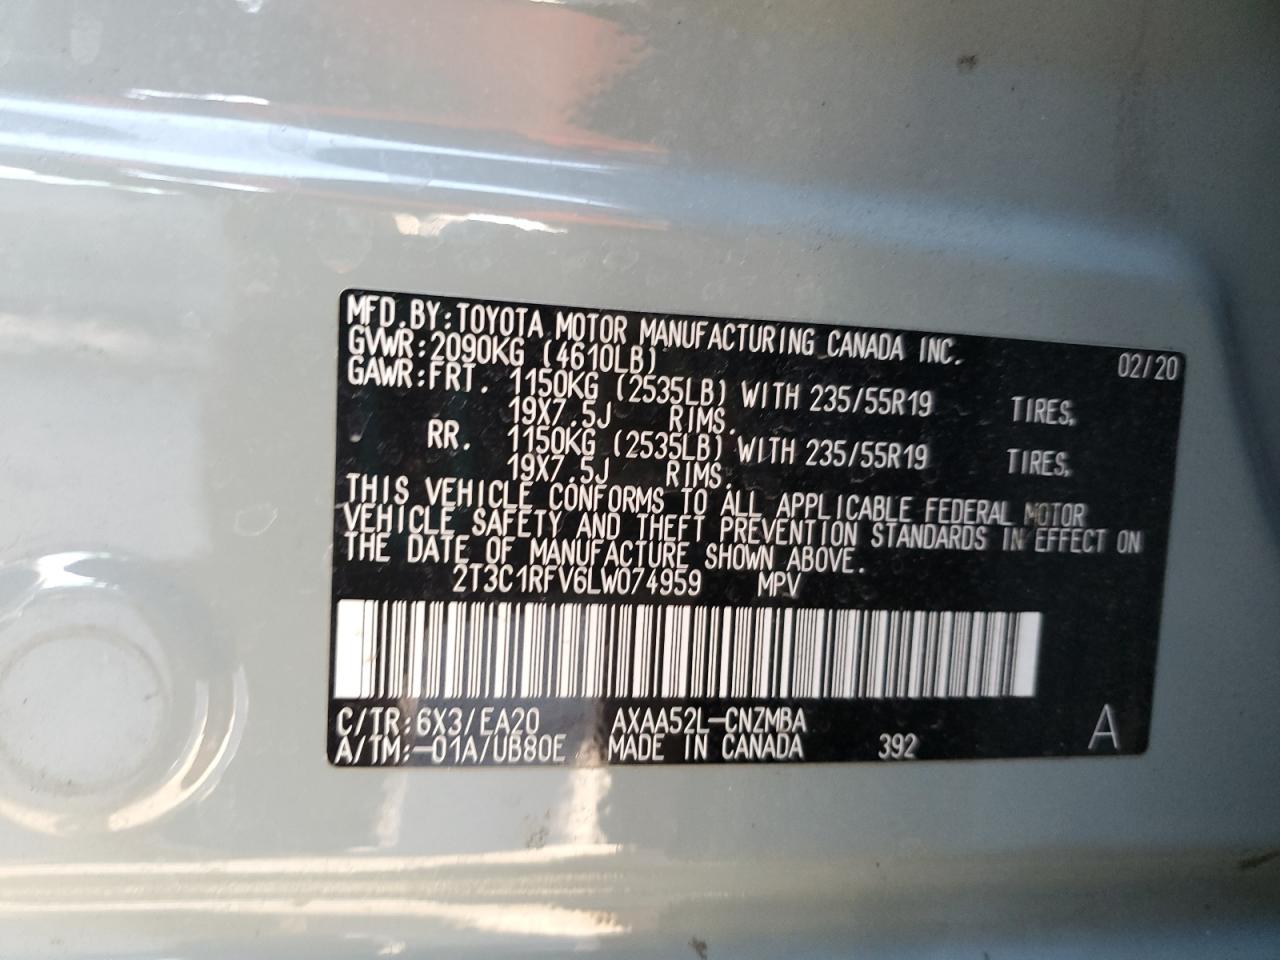 MFD.BY:TOYOTA MOTOR MANUFACTURING CANADA INC.
GVWR:2090KG (4610LB) 02/20
GAWR:FRT. 1150KG (2535LB) WITH 235/55R19 TIRES,
19X7.5J RIMS.
RR. 1150KG (2535LB) WITH 235/55R19 TIRES,
19X7.5J RIMS.
THIS VEHICLE CONFORMS TO ALL APPLICABLE FEDERAL MOTOR
VEHICLE SAFETY AND THEFT PREVENTION STANDARDS IN EFFECT ON
THE DATE OF MANUFACTURE SHOWN ABOVE.
2T3C1RFV6LW074959 MPV
C/TR:6X3/EA20 AXAA52L-CNZMBA
A/TM:-01A/UB80E MADE IN CANADA 392 A